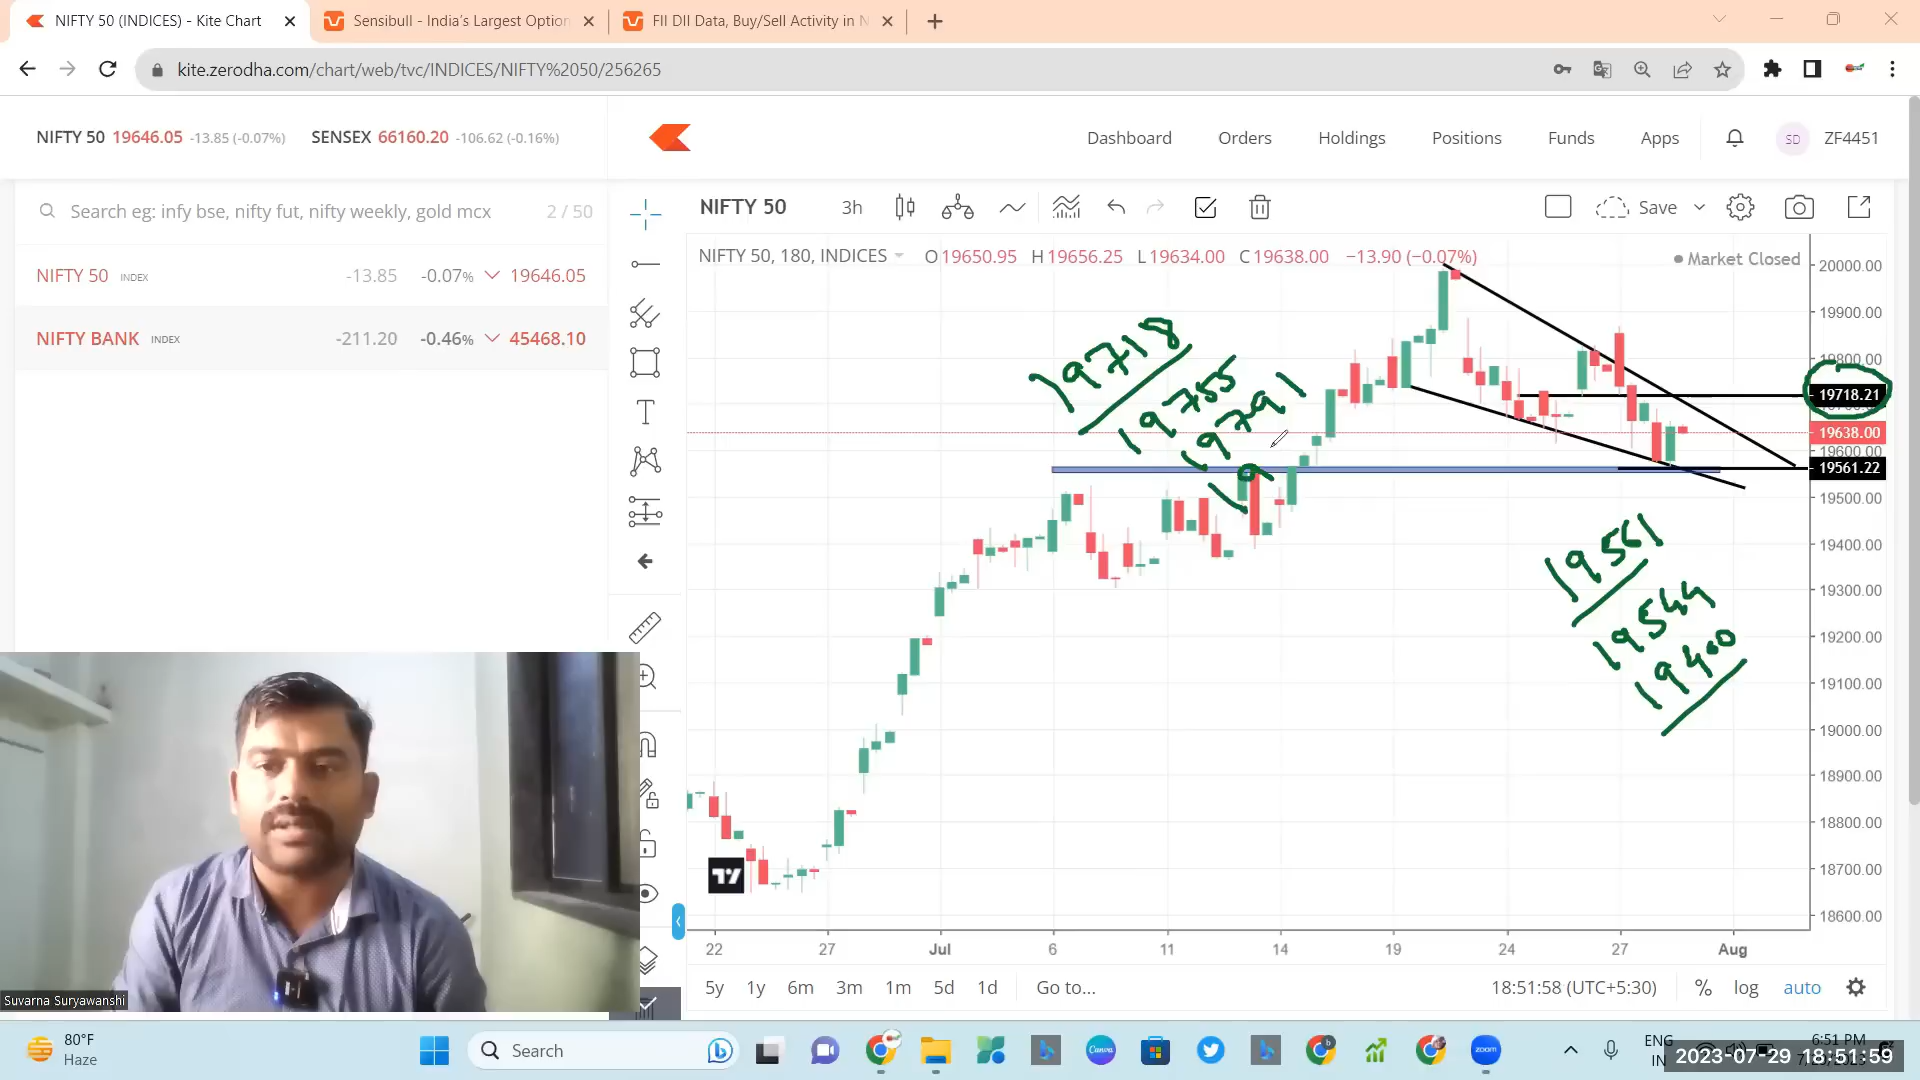 NIFTY 50 (INDICES) - Kite Chart
Sensibull - India's Largest Option
FII DII Data, Buy/Sell Activity in N
kite.zerodha.com/chart/web/tvc/INDICES/NIFTY%2050/256265
NIFTY 50 19646.05 -13.85 (-0.07%) SENSEX 66160.20 -106.62 (-0.16%)
Dashboard Orders Holdings Positions Funds Apps SD ZF4451
Search eg: infy bse, nifty fut, nifty weekly, gold mcx 2 / 50
NIFTY 50 INDEX -13.85 -0.07% 19646.05
NIFTY BANK INDEX -211.20 -0.46% 45468.10
NIFTY 50 3h Save
NIFTY 50, 180, INDICES O19650.95 H19656.25 L19634.00 C19638.00 −13.90 (−0.07%)
Market Closed
20000.00
19900.00
19800.00
19718.21
19638.00
19600.00
19561.22
19500.00
19400.00
19300.00
19200.00
19100.00
19000.00
18900.00
18800.00
18700.00
18600.00
19718
19755
19791
19
19561
19544
19400
22 27 Jul 6 11 14 19 24 27 Aug
5y 1y 6m 3m 1m 5d 1d Go to... 18:51:58 (UTC+5:30) % log auto
Suvarna Suryawanshi
80°F
Haze
Search
Canva
zoom
ENG
IN
6:51 PM
2023-07-29 18:51:59